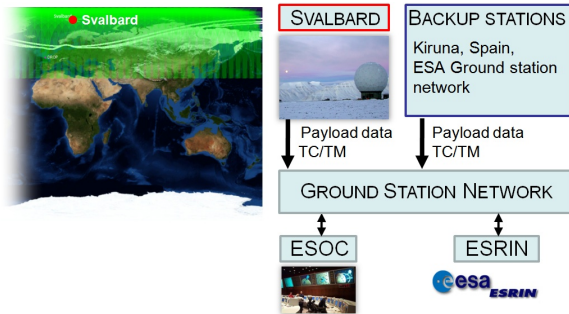 Svalbard
Svalbard
SVALBARD
BACKUP STATIONS
Kiruna, Spain,
ESA Ground station
network
Payload data
TC/TM
Payload data
TC/TM
GROUND STATION NETWORK
ESOC
ESRIN
esa
ESRIN